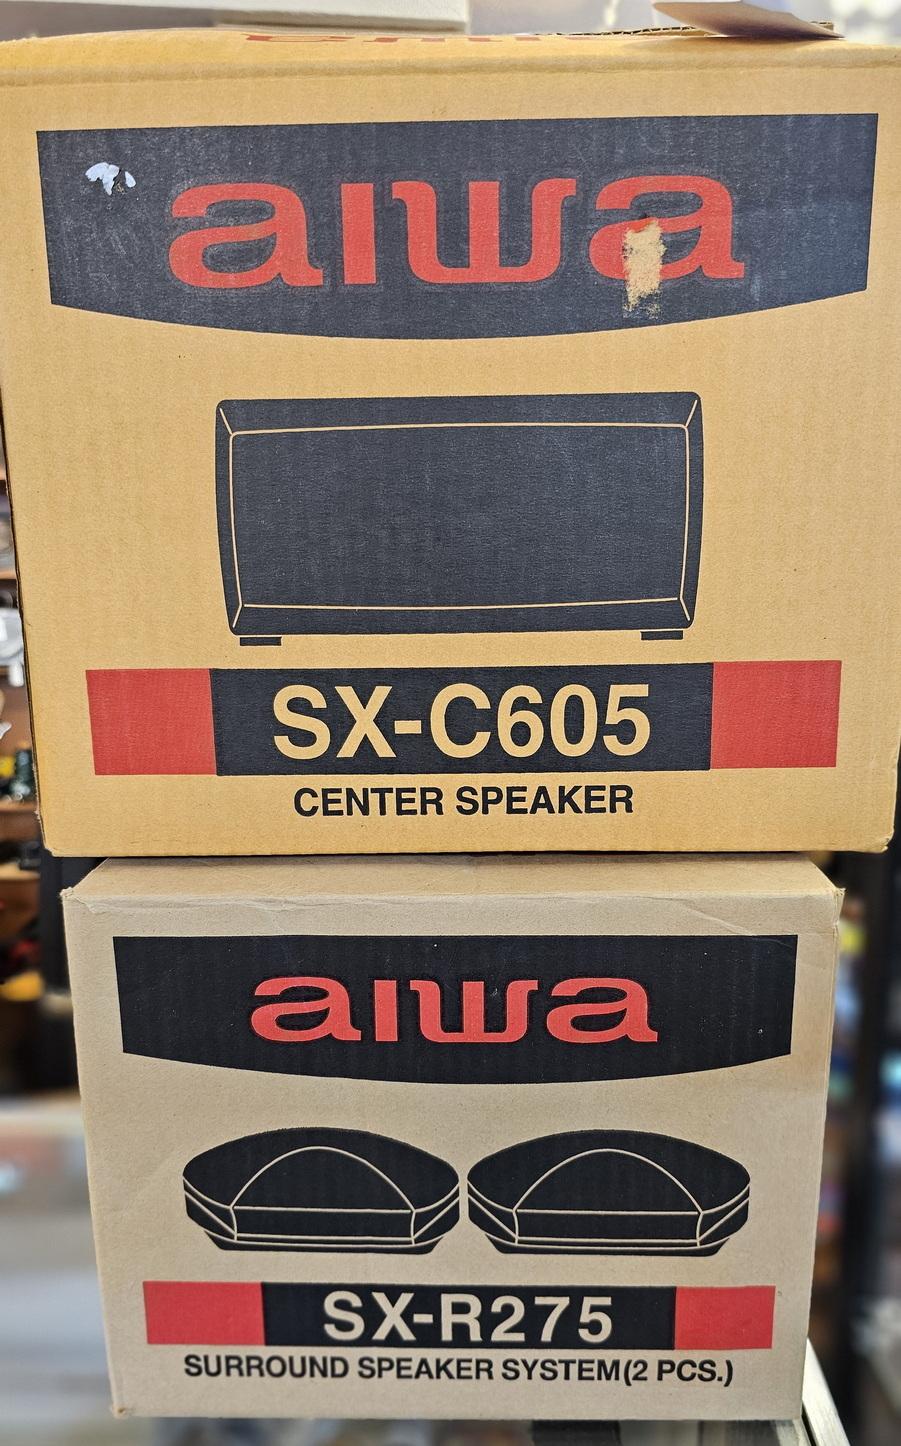 aiwa
SX-C605
CENTER SPEAKER
aiwa
SX-R275
SURROUND SPEAKER SYSTEM(2 PCS.)